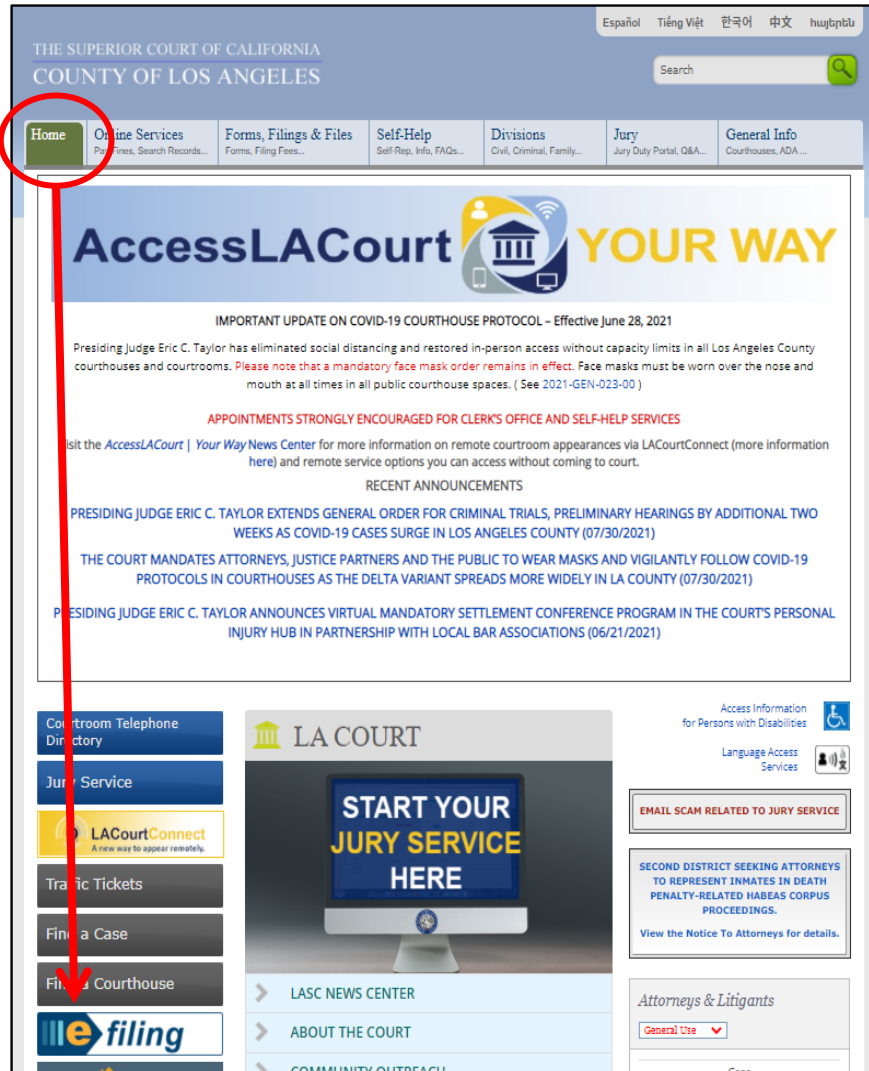 Español Tiếng Việt 한국어 中文 հայերեն
THE SUPERIOR COURT OF CALIFORNIA
COUNTY OF LOS ANGELES
Search
Home
Online Services
Pay Fines, Search Records...
Forms, Filings & Files
Forms, Filing Fees...
Self-Help
Self-Rep, Info, FAQs...
Divisions
Civil, Criminal, Family...
Jury
Jury Duty Portal, Q&A...
General Info
Courthouses, ADA ...
AccessLACourt YOUR WAY
IMPORTANT UPDATE ON COVID-19 COURTHOUSE PROTOCOL – Effective June 28, 2021
Presiding Judge Eric C. Taylor has eliminated social distancing and restored in-person access without capacity limits in all Los Angeles County
courthouses and courtrooms. Please note that a mandatory face mask order remains in effect. Face masks must be worn over the nose and
mouth at all times in all public courthouse spaces. ( See 2021-GEN-023-00 )
APPOINTMENTS STRONGLY ENCOURAGED FOR CLERK'S OFFICE AND SELF-HELP SERVICES
Visit the AccessLACourt | Your Way News Center for more information on remote courtroom appearances via LACourtConnect (more information
here) and remote service options you can access without coming to court.
RECENT ANNOUNCEMENTS
PRESIDING JUDGE ERIC C. TAYLOR EXTENDS GENERAL ORDER FOR CRIMINAL TRIALS, PRELIMINARY HEARINGS BY ADDITIONAL TWO
WEEKS AS COVID-19 CASES SURGE IN LOS ANGELES COUNTY (07/30/2021)
THE COURT MANDATES ATTORNEYS, JUSTICE PARTNERS AND THE PUBLIC TO WEAR MASKS AND VIGILANTLY FOLLOW COVID-19
PROTOCOLS IN COURTHOUSES AS THE DELTA VARIANT SPREADS MORE WIDELY IN LA COUNTY (07/30/2021)
PRESIDING JUDGE ERIC C. TAYLOR ANNOUNCES VIRTUAL MANDATORY SETTLEMENT CONFERENCE PROGRAM IN THE COURT'S PERSONAL
INJURY HUB IN PARTNERSHIP WITH LOCAL BAR ASSOCIATIONS (06/21/2021)
Courtroom Telephone
Directory
Jury Service
LACourtConnect
A new way to appear remotely.
Traffic Tickets
Find a Case
Find a Courthouse
e filing
LA COURT
START YOUR
JURY SERVICE
HERE
LASC NEWS CENTER
ABOUT THE COURT
COMMUNITY OUTREACH
Access Information
for Persons with Disabilities
Language Access
Services
EMAIL SCAM RELATED TO JURY SERVICE
SECOND DISTRICT SEEKING ATTORNEYS
TO REPRESENT INMATES IN DEATH
PENALTY-RELATED HABEAS CORPUS
PROCEEDINGS.
View the Notice To Attorneys for details.
Attorneys & Litigants
General Use